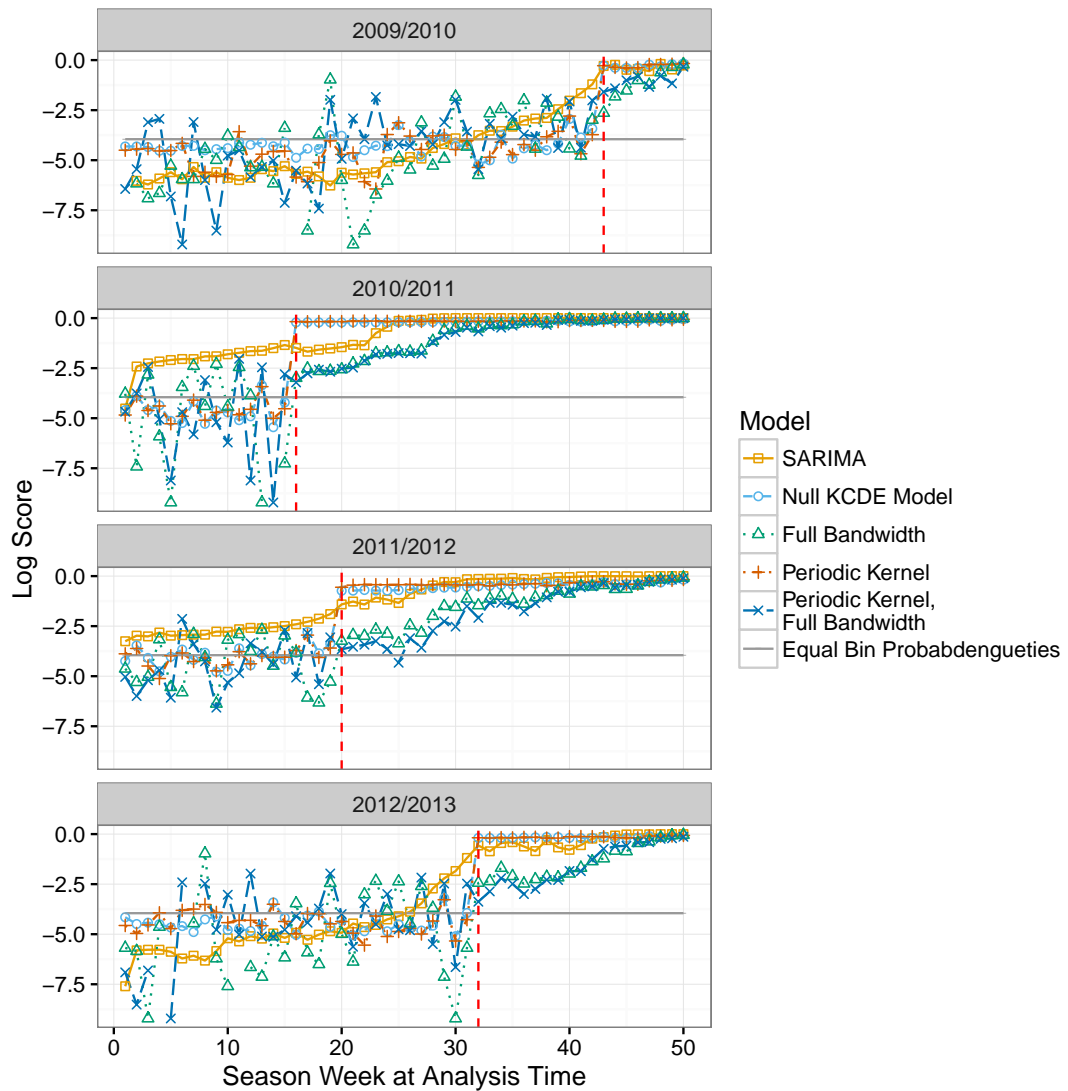 2009/2010
0.0
−2.5
−5.0
−7.5
2010/2011
0.0
−2.5
−5.0
−7.5
2011/2012
0.0
−2.5
−5.0
−7.5
2012/2013
0.0
−2.5
−5.0
−7.5
0 10 20 30 40 50
Season Week at Analysis Time
Log Score
Model
SARIMA
Null KCDE Model
Full Bandwidth
Periodic Kernel
Periodic Kernel,
Full Bandwidth
Equal Bin Probabdengueties